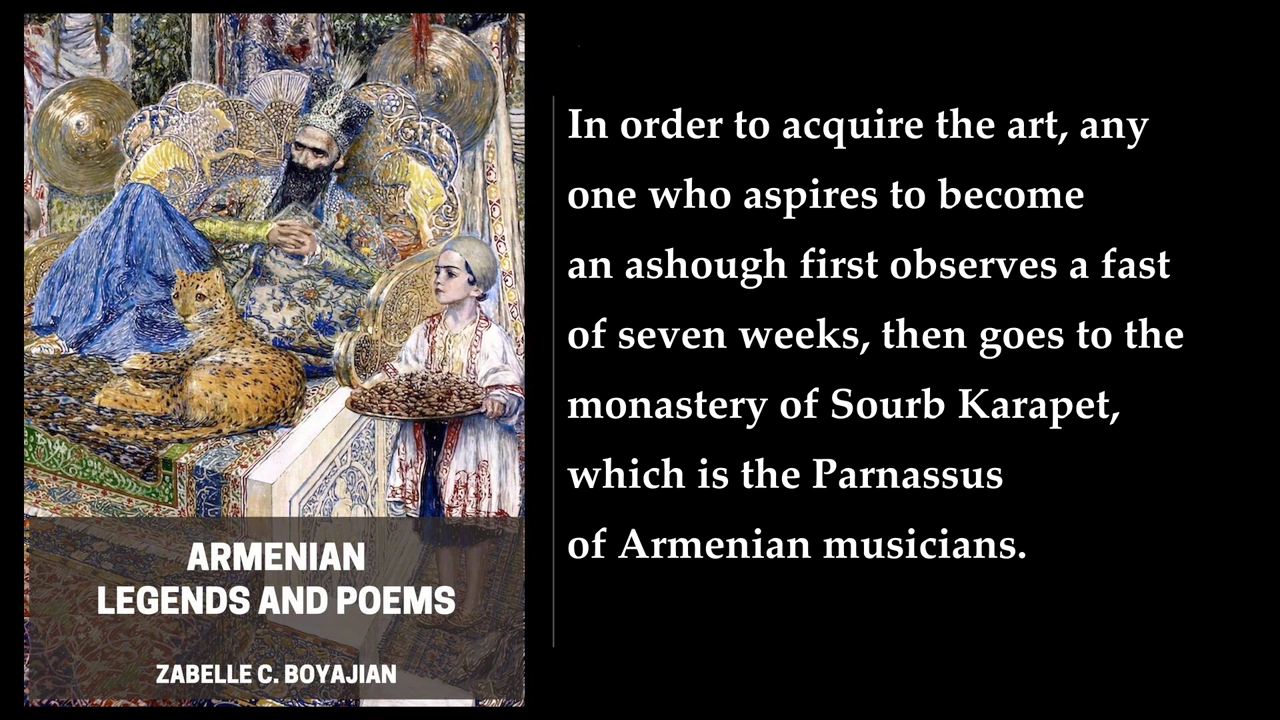 In order to acquire the art, any
one who aspires to become
an ashough first observes a fast
of seven weeks, then goes to the
monastery of Sourb Karapet,
which is the Parnassus
of Armenian musicians.
ARMENIAN
LEGENDS AND POEMS
ZABELLE C. BOYAJIAN